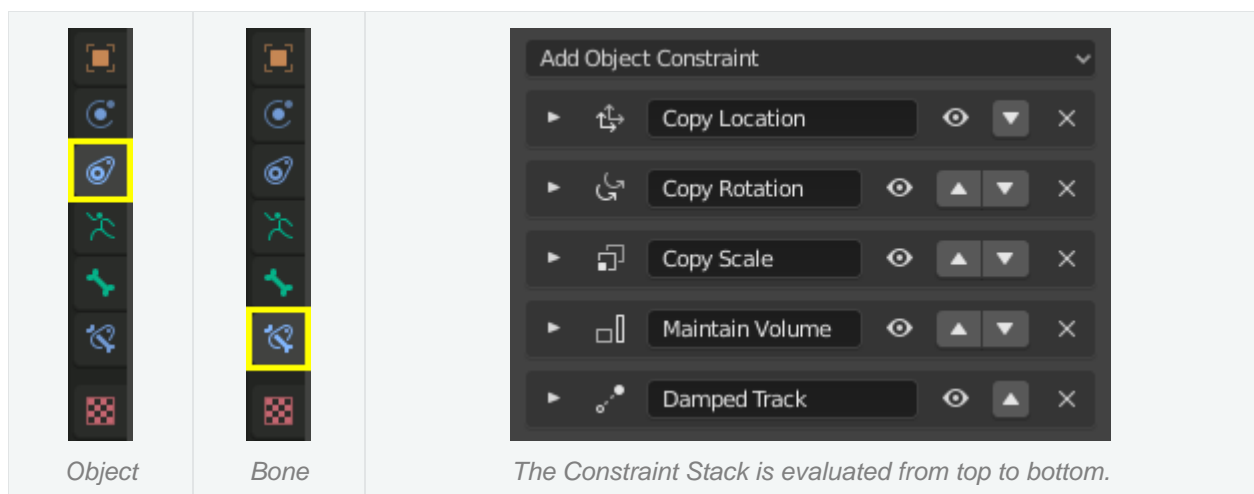 Add Object Constraint
Copy Location
Copy Rotation
Copy Scale
Maintain Volume
Damped Track
Object
Bone
The Constraint Stack is evaluated from top to bottom.